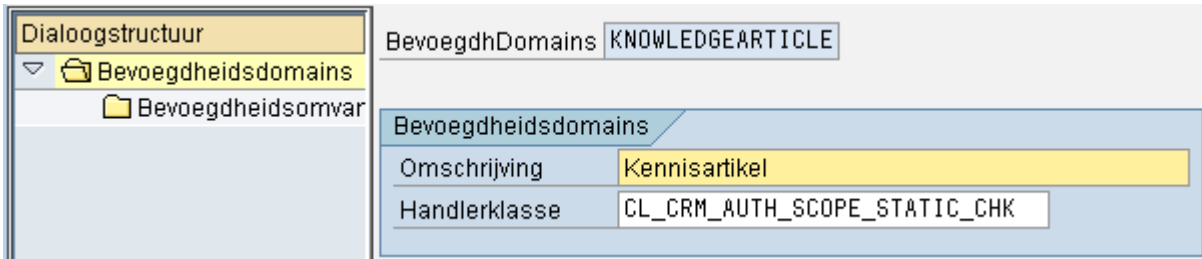 Dialoogstructuur
Bevoegdheidsdomains
Bevoegdheidsomvar
BevoegdhDomains KNOWLEDGEARTICLE
Bevoegdheidsdomains
Omschrijving Kennisartikel
Handlerklasse CL_CRM_AUTH_SCOPE_STATIC_CHK